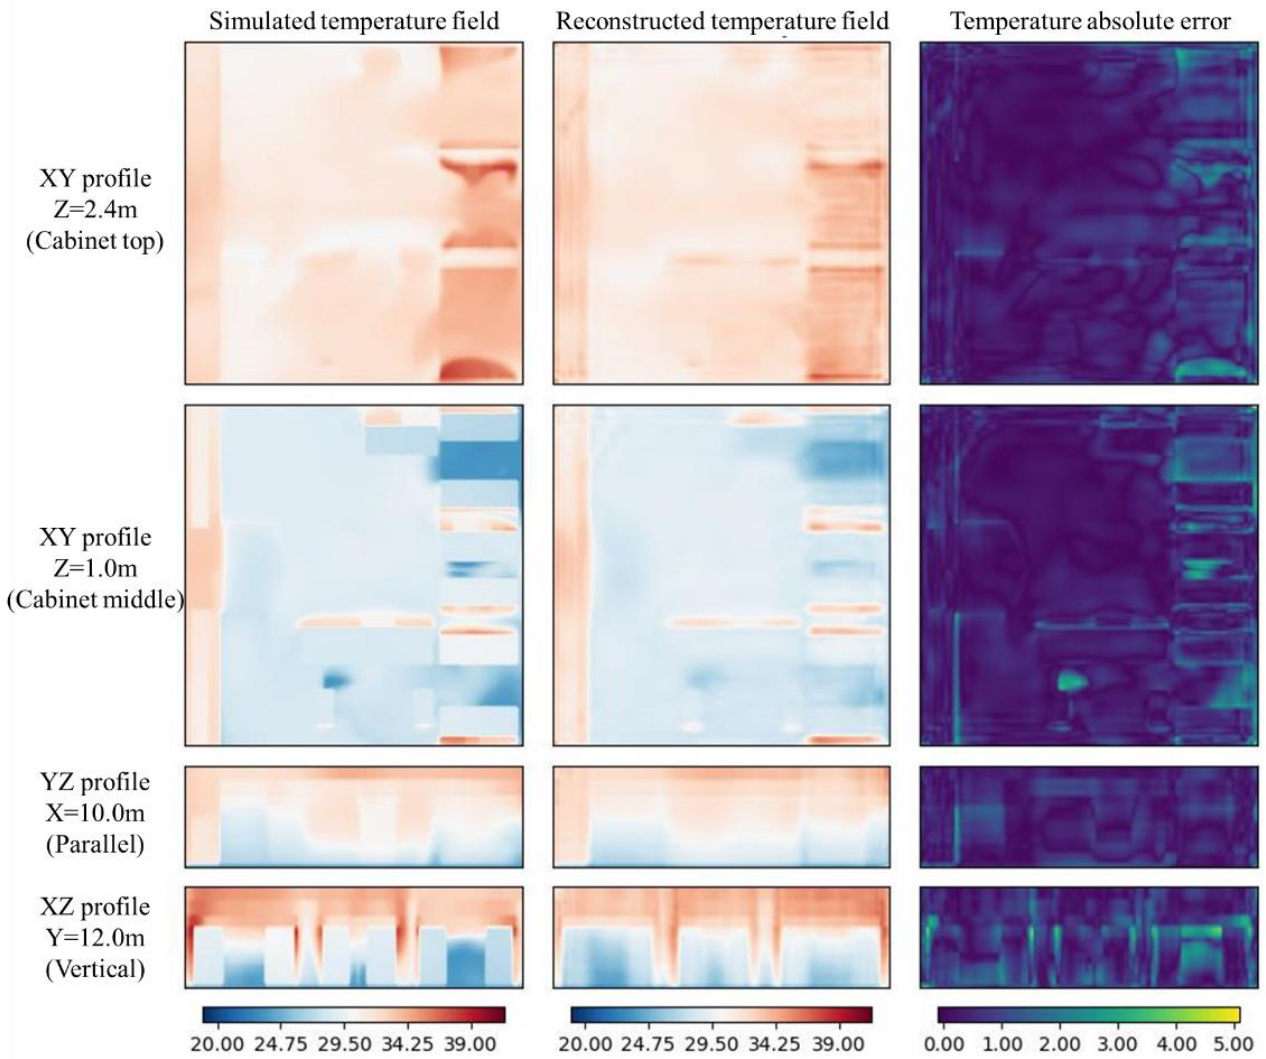 Simulated temperature field
Reconstructed temperature field
Temperature absolute error
XY profile
Z=2.4m
(Cabinet top)
XY profile
Z=1.0m
(Cabinet middle)
YZ profile
X=10.0m
(Parallel)
XZ profile
Y=12.0m
(Vertical)
20.00 24.75 29.50 34.25 39.00
20.00 24.75 29.50 34.25 39.00
0.00 1.00 2.00 3.00 4.00 5.00